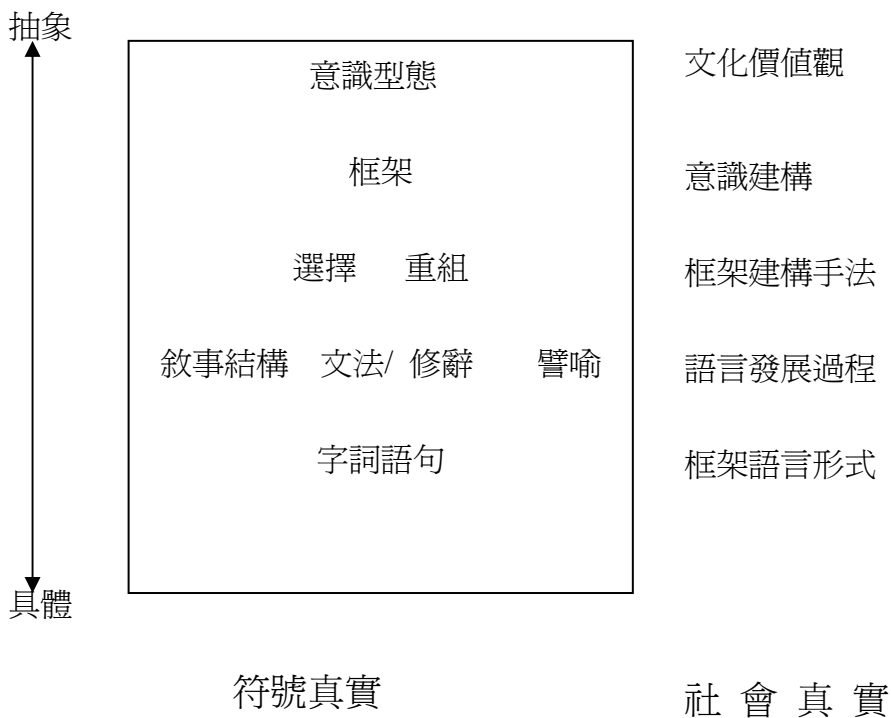 抽象
意識型態 文化價值觀
框架 意識建構
選擇 重組 框架建構手法
敘事結構 文法/ 修辭 譬喻 語言發展過程
字詞語句 框架語言形式
具體
符號真實 社 會 真 實